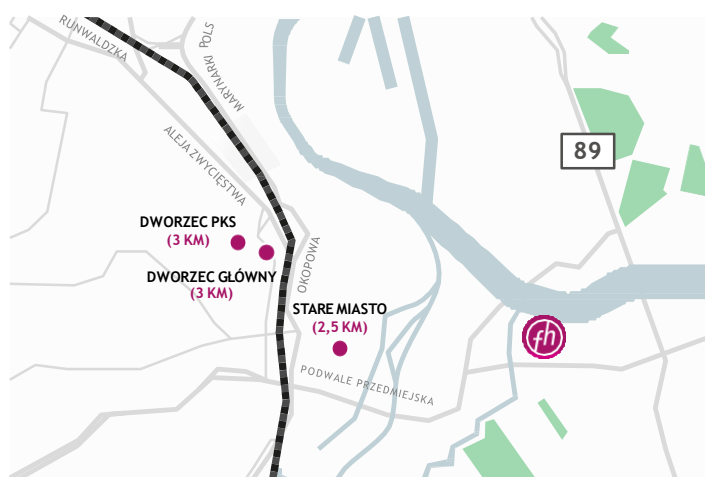 RUNWALDZKA
MARYNARKI POLS
ALEJA ZWYCIĘSTWA
89
DWORZEC PKS
(3 KM)
DWORZEC GŁÓWNY
(3 KM)
OKOPOWA
STARE MIASTO
(2,5 KM)
PODWALE PRZEDMIEJSKA
fh